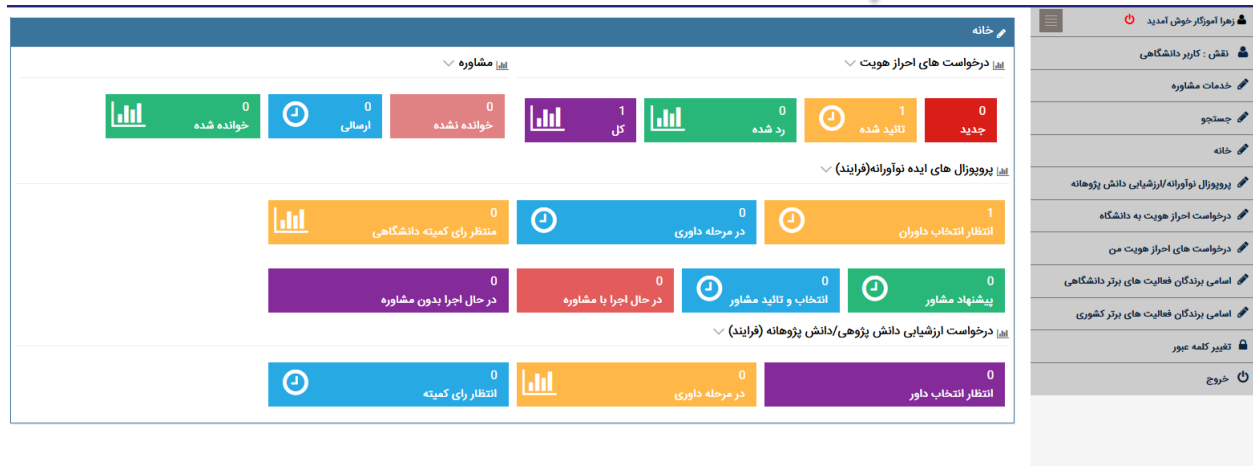 زهرا آموزگار خوش آمدید
نقش : کاربر دانشگاهی
خدمات مشاوره
جستجو
خانه
پروپوزال نوآورانه/ارزشیابی دانش پژوهانه
درخواست احراز هویت به دانشگاه
درخواست های احراز هویت من
اسامی برندگان فعالیت های برتر دانشگاهی
اسامی برندگان فعالیت های برتر کشوری
تغییر کلمه عبور
خروج
خانه
درخواست های احراز هویت
0
جدید
1
تائید شده
0
رد شده
1
کل
مشاوره
0
خوانده نشده
0
ارسالی
0
خوانده شده
پروپوزال های ایده نوآورانه(فرایند)
1
انتظار انتخاب داوران
0
در مرحله داوری
0
منتظر رای کمیته دانشگاهی
0
پیشنهاد مشاور
0
انتخاب و تائید مشاور
0
در حال اجرا با مشاوره
0
در حال اجرا بدون مشاوره
درخواست ارزشیابی دانش پژوهی/دانش پژوهانه (فرایند)
0
انتظار انتخاب داور
0
در مرحله داوری
0
انتظار رای کمیته